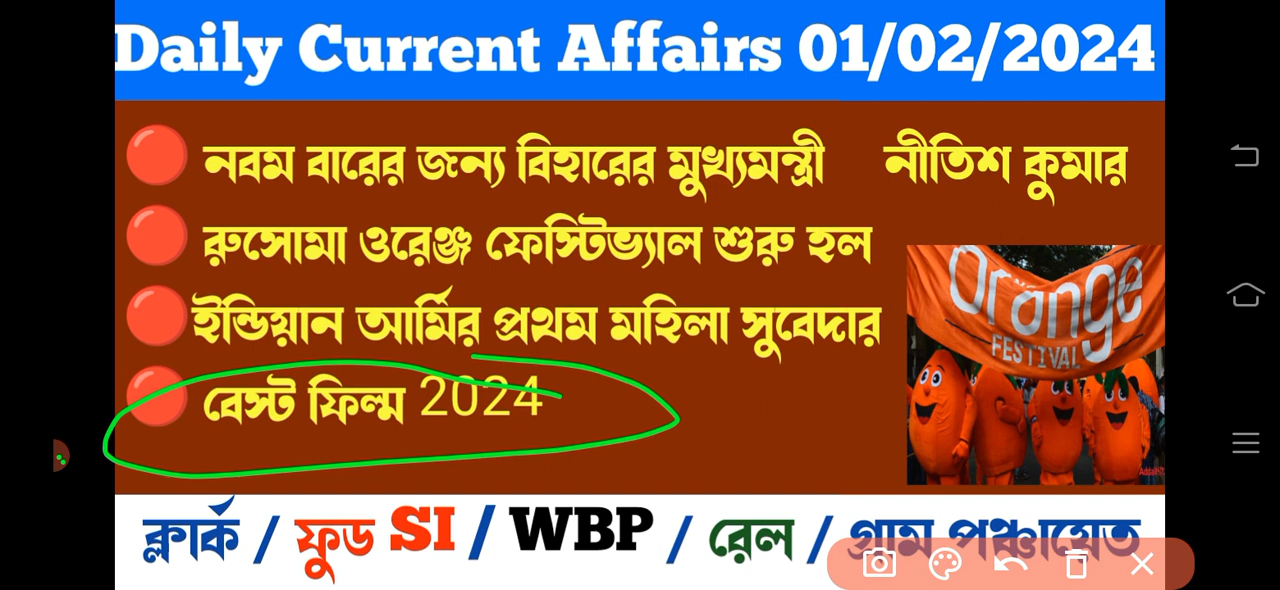 Daily Current Affairs 01/02/2024
নবম বারের জন্য বিহারের মুখ্যমন্ত্রী নীতিশ কুমার
রুসোমা ওরেঞ্জ ফেস্টিভ্যাল শুরু হল
ইন্ডিয়ান আর্মির প্রথম মহিলা সুবেদার
বেস্ট ফিল্ম 2024
Orange
FESTIVAL
ক্লার্ক / ফুড SI / WBP / রেল / গ্রাম পঞ্চায়েত